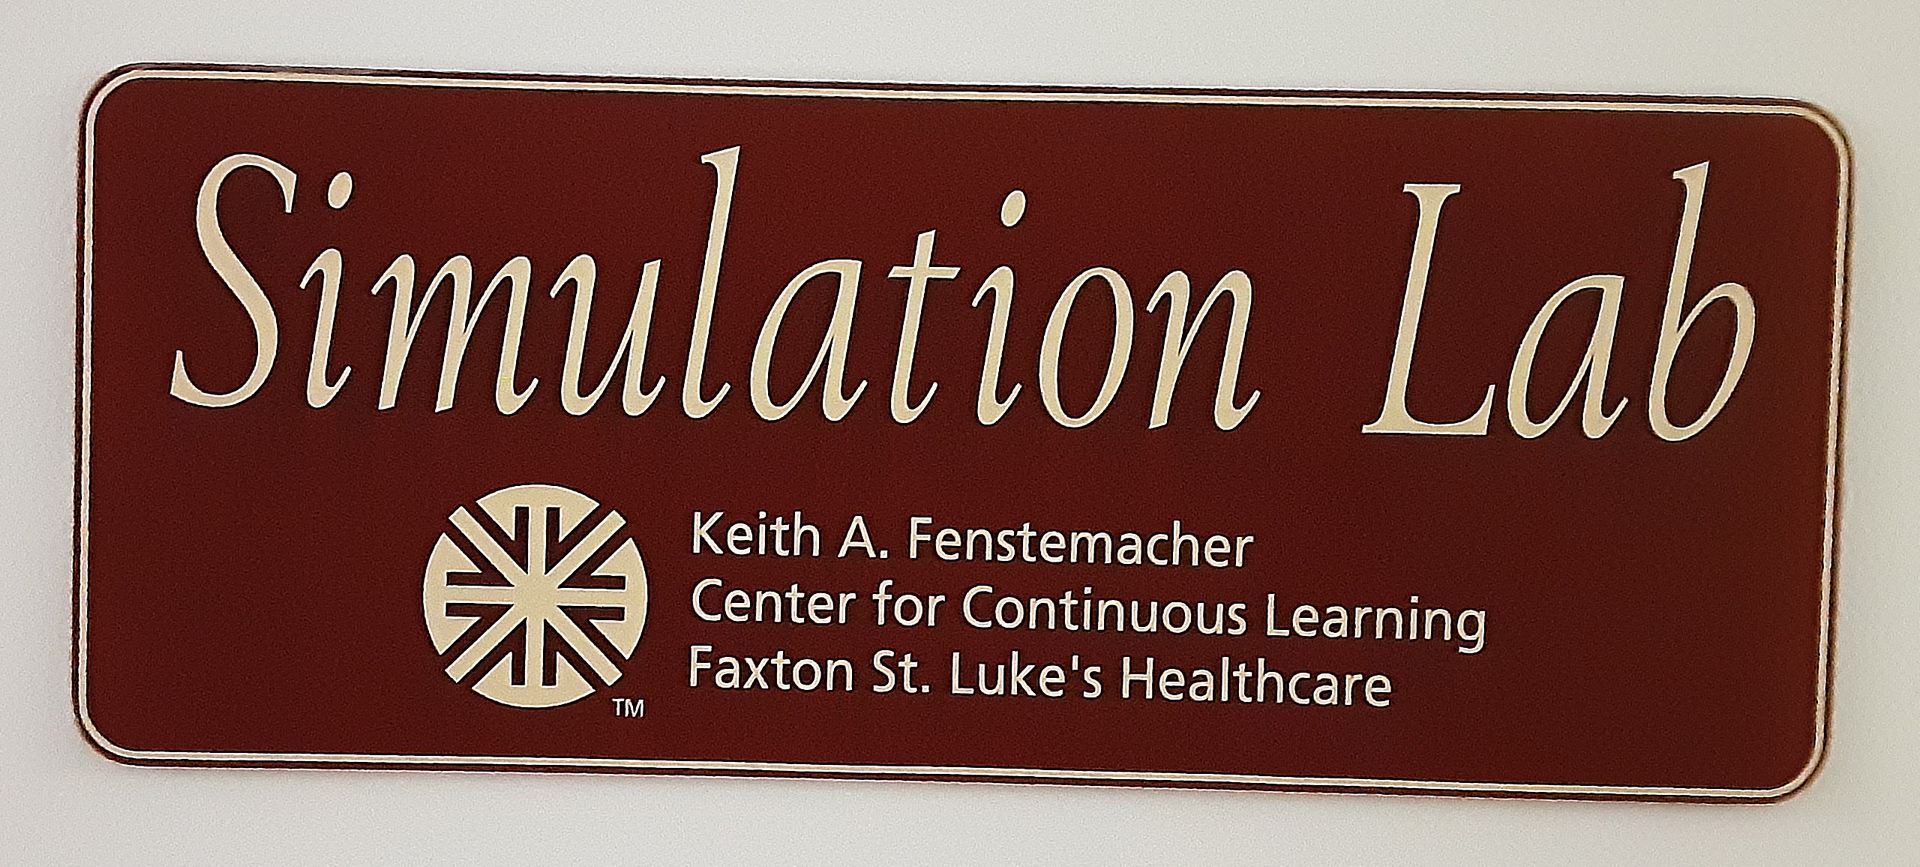 Simulation Lab
Keith A. Fenstemacher
Center for Continuous Learning
Faxton St. Luke's Healthcare
TM